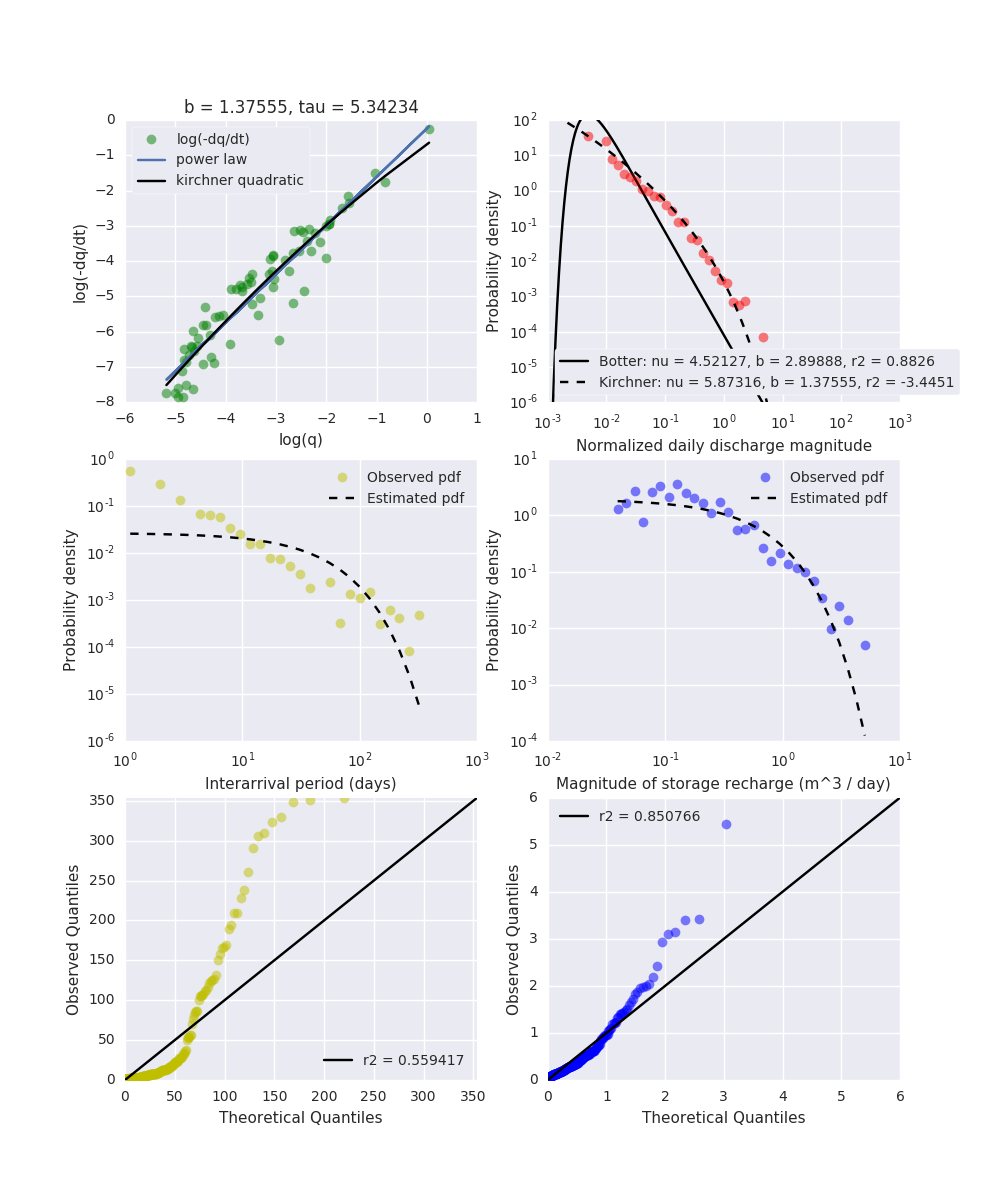 b = 1.37555, tau = 5.34234
0
−1
−2
−3
−4
−5
−6
−7
−8
log(-dq/dt)
log(-dq/dt)
power law
kirchner quadratic
−6 −5 −4 −3 −2 −1 0 1
log(q)
10^2
10^1
10^0
10^-1
10^-2
10^-3
10^-4
10^-5
10^-6
Probability density
Botter: nu = 4.52127, b = 2.89888, r2 = 0.8826
Kirchner: nu = 5.87316, b = 1.37555, r2 = -3.4451
10^-3 10^-2 10^-1 10^0 10^1 10^2 10^3
Normalized daily discharge magnitude
10^0
10^-1
10^-2
10^-3
10^-4
10^-5
10^-6
Probability density
Observed pdf
Estimated pdf
10^0 10^1 10^2 10^3
Interarrival period (days)
10^1
10^0
10^-1
10^-2
10^-3
10^-4
Probability density
Observed pdf
Estimated pdf
10^-2 10^-1 10^0 10^1
Magnitude of storage recharge (m^3 / day)
350
300
250
200
150
100
50
0
Observed Quantiles
r2 = 0.559417
0 50 100 150 200 250 300 350
Theoretical Quantiles
6
5
4
3
2
1
0
Observed Quantiles
r2 = 0.850766
0 1 2 3 4 5 6
Theoretical Quantiles